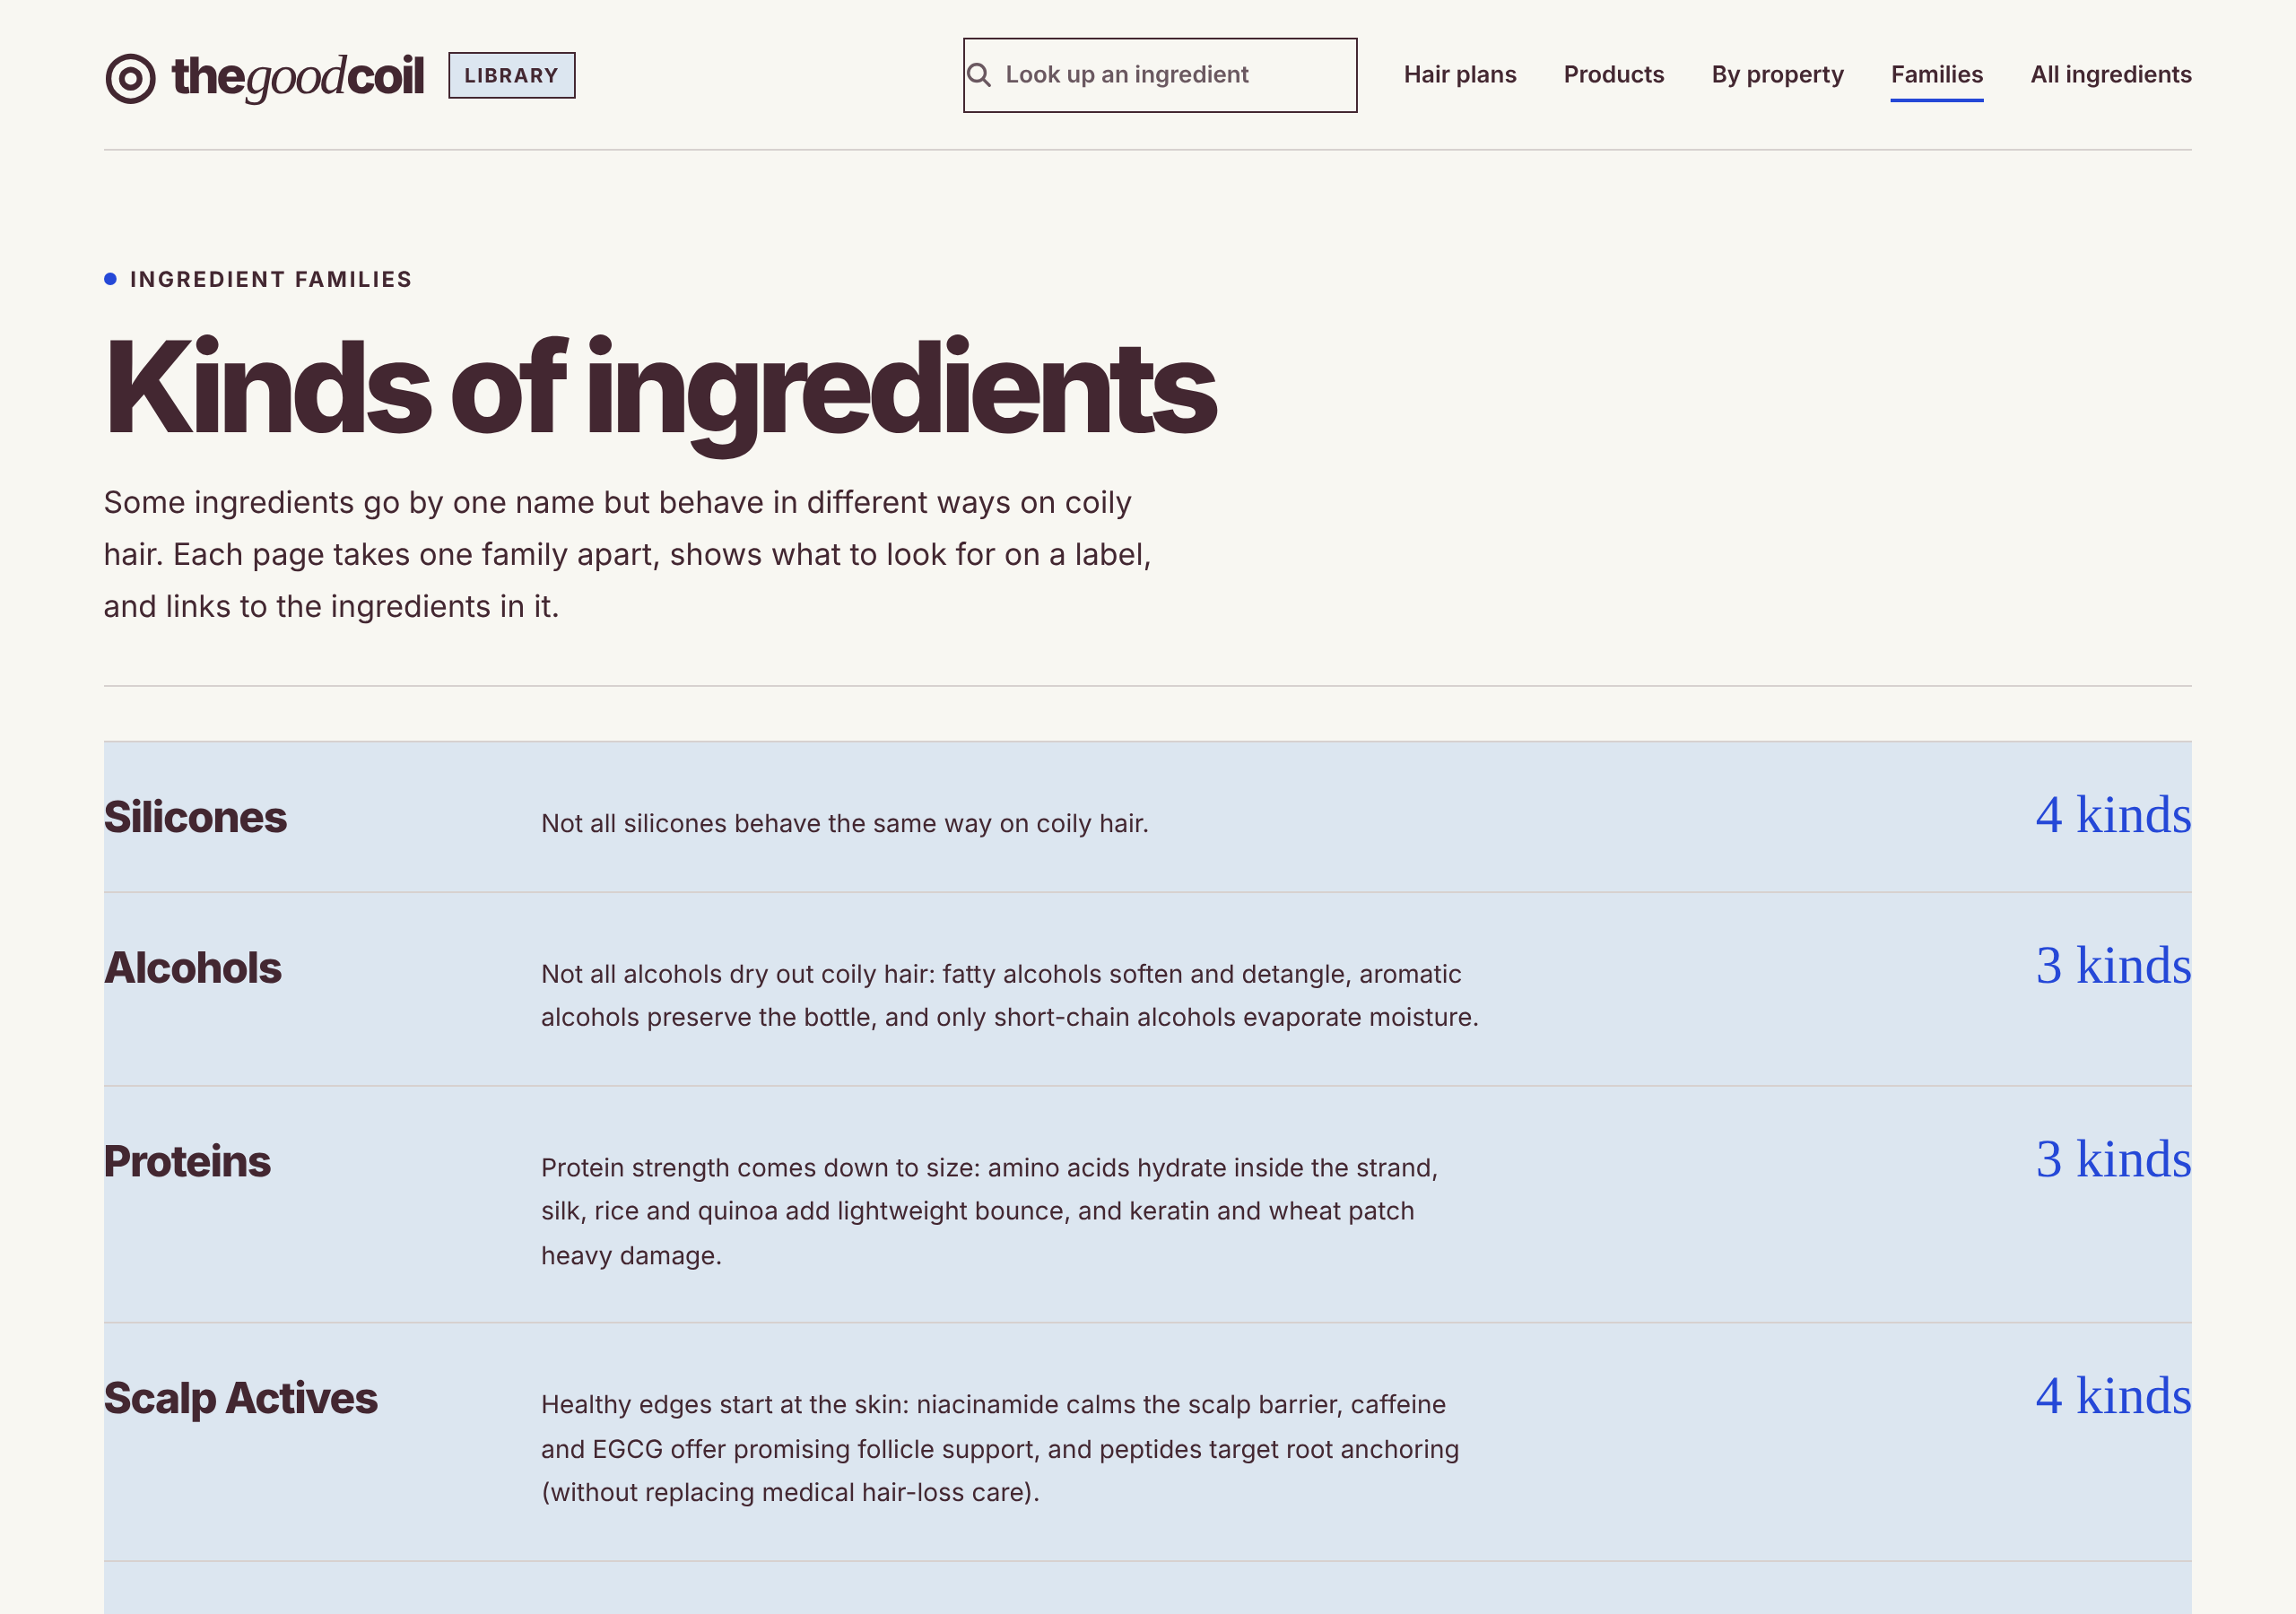 thegoodcoil LIBRARY
Look up an ingredient
Hair plans Products By property Families All ingredients
INGREDIENT FAMILIES
Kinds of ingredients
Some ingredients go by one name but behave in different ways on coily
hair. Each page takes one family apart, shows what to look for on a label,
and links to the ingredients in it.
Silicones
Not all silicones behave the same way on coily hair.
4 kinds
Alcohols
Not all alcohols dry out coily hair: fatty alcohols soften and detangle, aromatic
alcohols preserve the bottle, and only short-chain alcohols evaporate moisture.
3 kinds
Proteins
Protein strength comes down to size: amino acids hydrate inside the strand,
silk, rice and quinoa add lightweight bounce, and keratin and wheat patch
heavy damage.
3 kinds
Scalp Actives
Healthy edges start at the skin: niacinamide calms the scalp barrier, caffeine
and EGCG offer promising follicle support, and peptides target root anchoring
(without replacing medical hair-loss care).
4 kinds